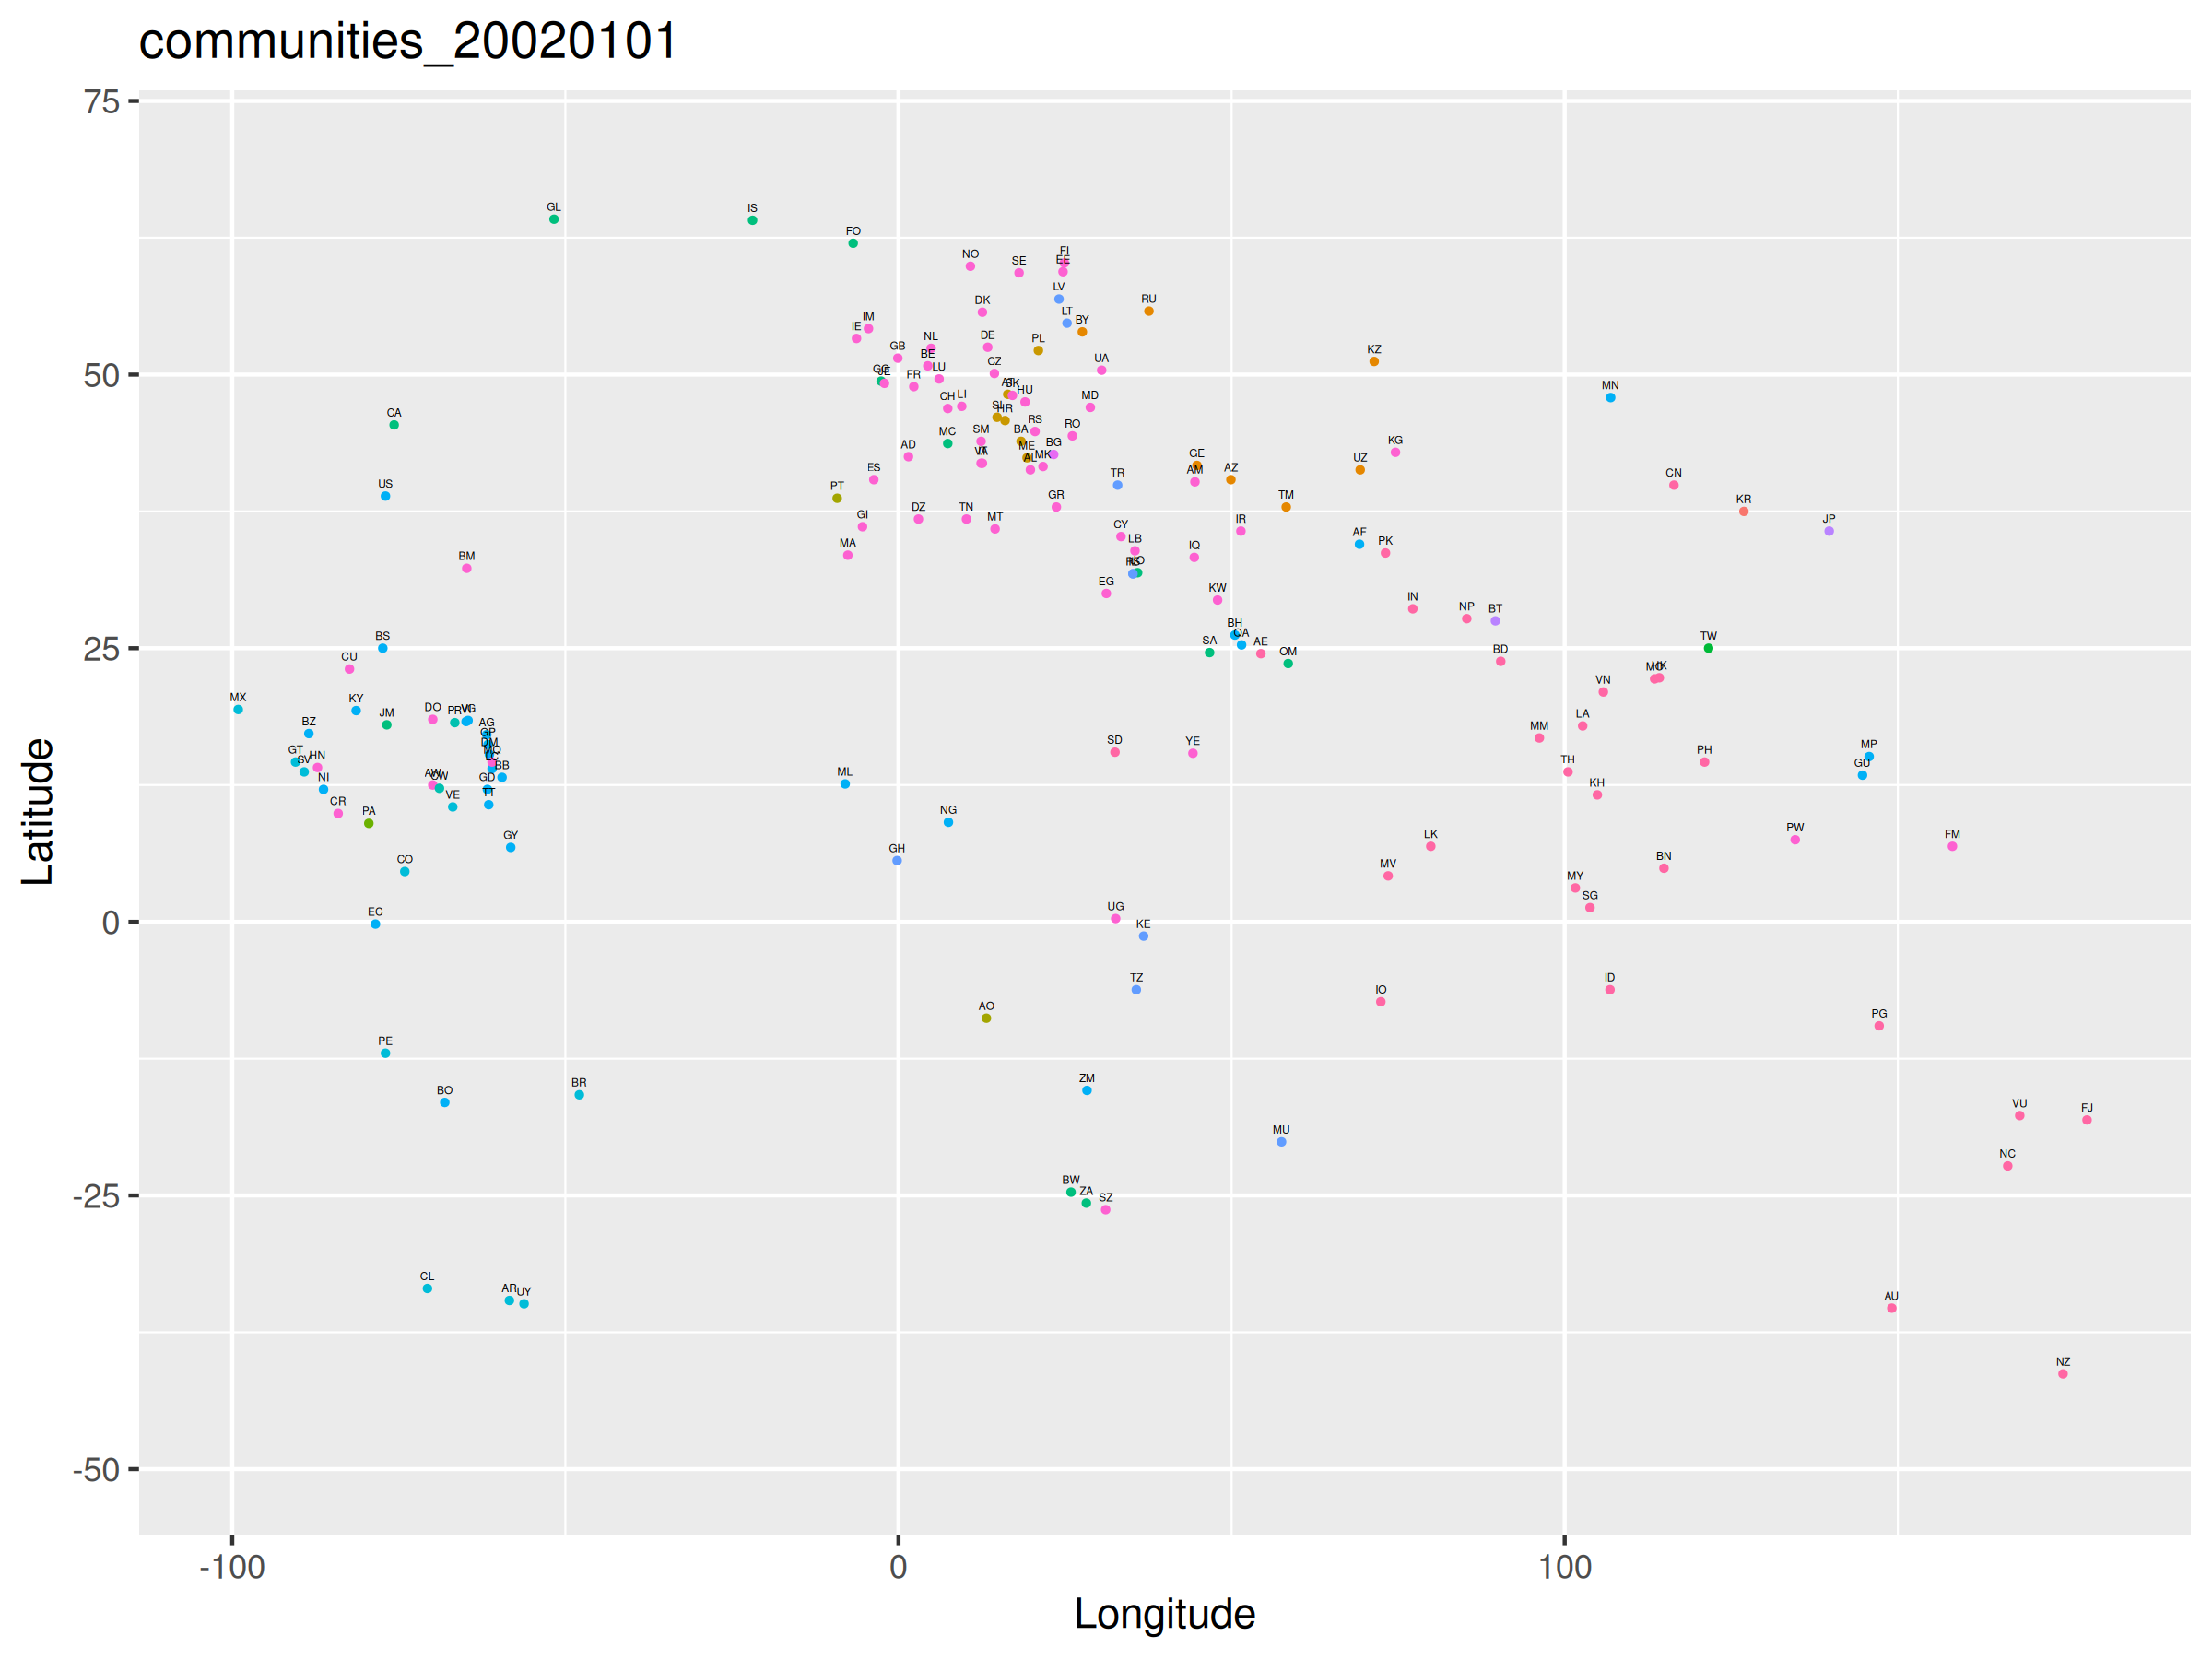 communities_20020101
75
GL
IS
FO
NO
SE
FI
EE
LV
DK
RU
LT
IM
BY
IE
NL
DE
PL
GB
KZ
BE
CZ
UA
LU
50
FR
JE
MN
HU
CH
LI
MD
CA
HR
RS
RO
SM
BA
MC
AD
BG
ME
KG
MK
GE
AL
UZ
ES
AM
AZ
TR
CN
US
PT
GR
TM
KR
DZ
TN
GI
MT
JP
IR
CY
AF
MA
LB
PK
IQ
BM
EG
KW
IN
NP
BT
BH
BS
QA
TW
25
SA
AE
OM
BD
CU
HK
VN
MX
KY
DO
PR
JM
LA
BZ
AG
MM
SD
YE
MP
GT
HN
SV
PH
GU
TH
BB
NI
AW
CW
GD
ML
KH
VE
TT
CR
PA
NG
GY
LK
PW
FM
GH
CO
MV
BN
MY
SG
0
EC
UG
KE
TZ
IO
ID
AO
PG
PE
BO
BR
ZM
VU
FJ
MU
NC
BW
ZA
SZ
-25
CL
AR
UY
AU
NZ
-50
-100
0
100
Longitude
Latitude